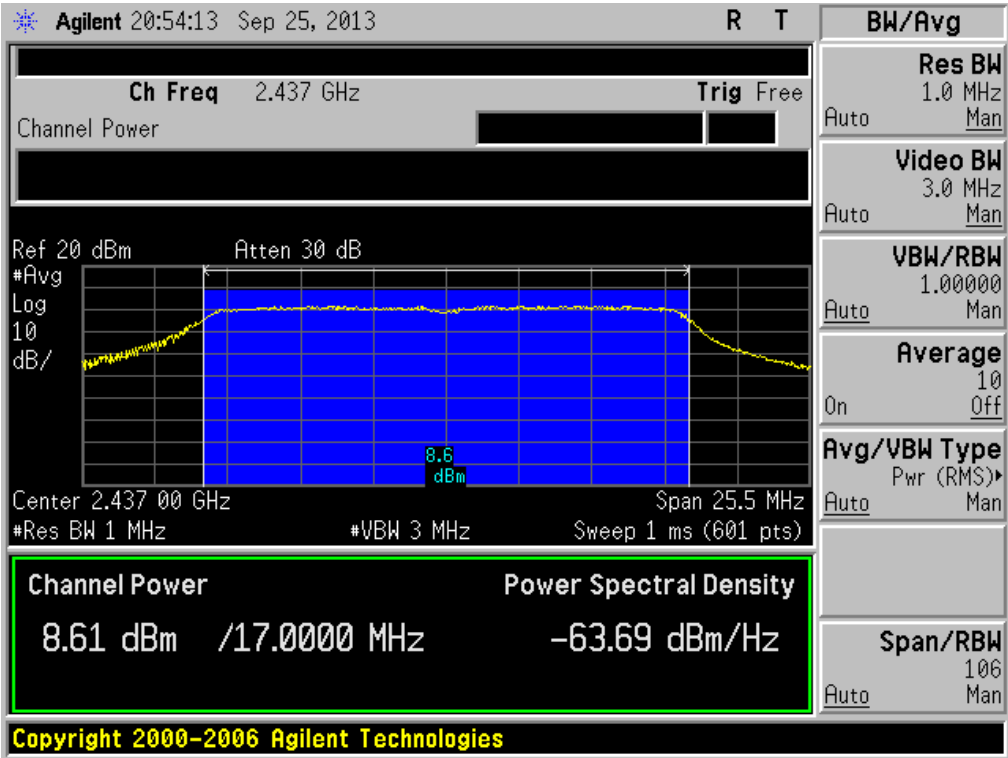 Agilent 20:54:13 Sep 25, 2013 R T
Ch Freq 2.437 GHz Trig Free
Channel Power
Ref 20 dBm Atten 30 dB
#Avg
Log
10
dB/
8.6
dBm
Center 2.437 00 GHz Span 25.5 MHz
#Res BW 1 MHz #VBW 3 MHz Sweep 1 ms (601 pts)
Channel Power Power Spectral Density
8.61 dBm /17.0000 MHz -63.69 dBm/Hz
Copyright 2000-2006 Agilent Technologies
BW/Avg
Res BW
1.0 MHz
Auto Man
Video BW
3.0 MHz
Auto Man
VBW/RBW
1.00000
Auto Man
Average
10
On Off
Avg/VBW Type
Pwr (RMS)▸
Auto Man
Span/RBW
106
Auto Man